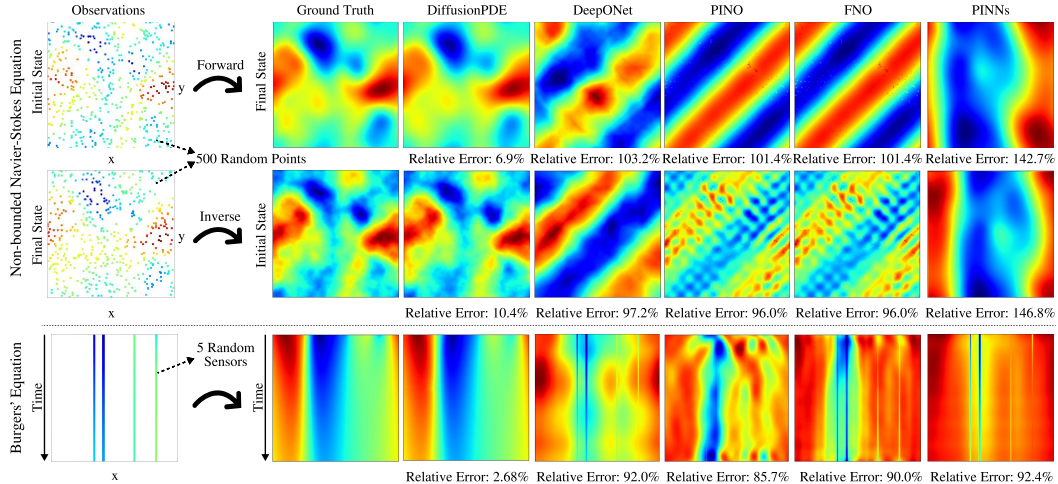 Observations
Ground Truth
DiffusionPDE
DeepONet
PINO
FNO
PINNs
Non-bounded Navier-Stokes Equation
Initial State
y
x
Forward
Final State
500 Random Points
Relative Error: 6.9%
Relative Error: 103.2%
Relative Error: 101.4%
Relative Error: 101.4%
Relative Error: 142.7%
Final State
y
x
Inverse
Initial State
Relative Error: 10.4%
Relative Error: 97.2%
Relative Error: 96.0%
Relative Error: 96.0%
Relative Error: 146.8%
Burgers' Equation
Time
x
5 Random
Sensors
Time
Relative Error: 2.68%
Relative Error: 92.0%
Relative Error: 85.7%
Relative Error: 90.0%
Relative Error: 92.4%